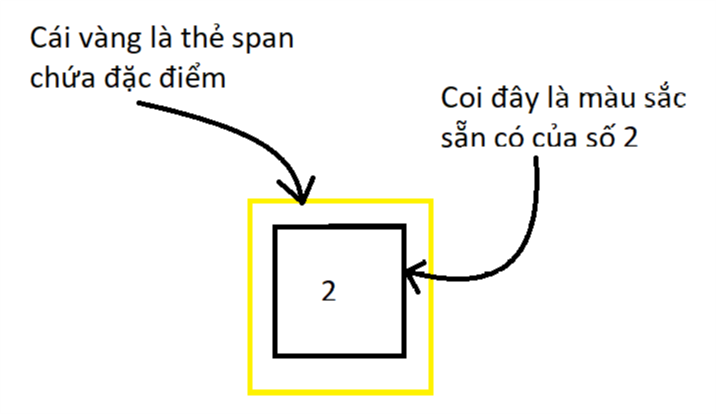 Cái vàng là thẻ span
chứa đặc điểm
Coi đây là màu sắc
sẵn có của số 2
2